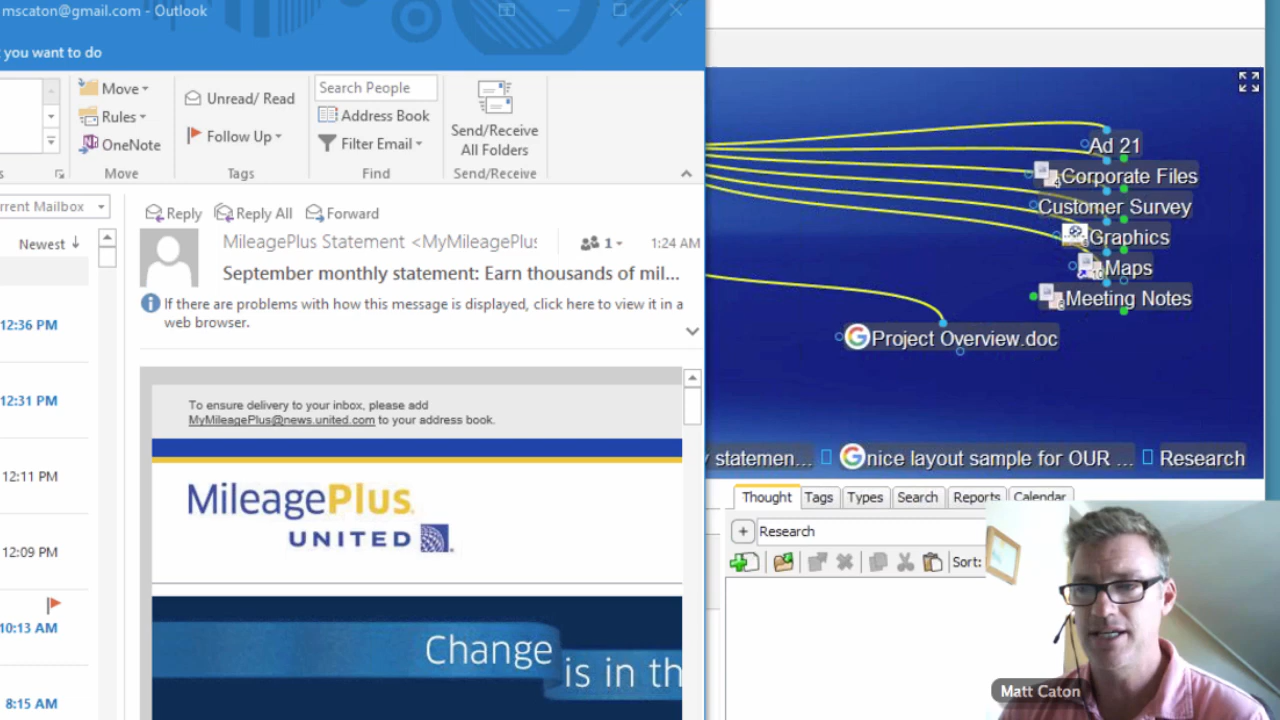 mscaton@gmail.com - Outlook
you want to do
Move
Rules
OneNote
Move
Unread/ Read
Follow Up
Tags
Search People
Address Book
Filter Email
Find
Send/Receive
All Folders
Send/Receive
rrent Mailbox
Newest ↓
12:36 PM
12:31 PM
12:11 PM
12:09 PM
10:13 AM
8:15 AM
Reply Reply All Forward
MileagePlus Statement <MyMileagePlus
1
1:24 AM
September monthly statement: Earn thousands of mil...
If there are problems with how this message is displayed, click here to view it in a
web browser.
To ensure delivery to your inbox, please add
MyMileagePlus@news.united.com to your address book.
MileagePlus
UNITED
Change
is in th
Ad 21
Corporate Files
Customer Survey
Graphics
Maps
Meeting Notes
Project Overview.doc
y statemen... nice layout sample for OUR ... Research
Thought Tags Types Search Reports Calendar
Research
Sort:
Matt Caton